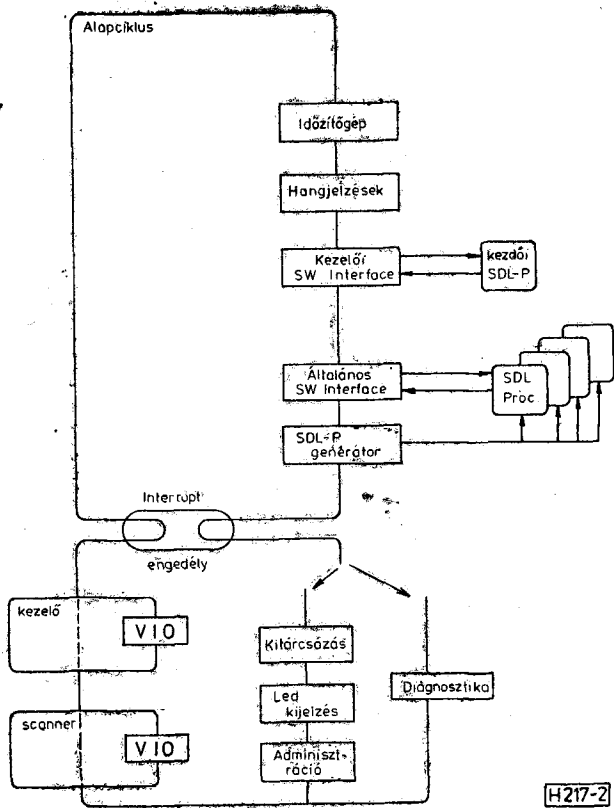 Alapciklus
Időzítőgép
Hangjelzések
Kezelői
SW Interface
kezdői
SDL-P
Általános
SW Interface
SDL
Proc.
SDL-P
generátor
Interrupt
engedély
kezelő
VIO
Kitárcsázás
Led
kijelzés
Diagnosztika
scanner
VIO
Adminiszt-
ráció
H217-2